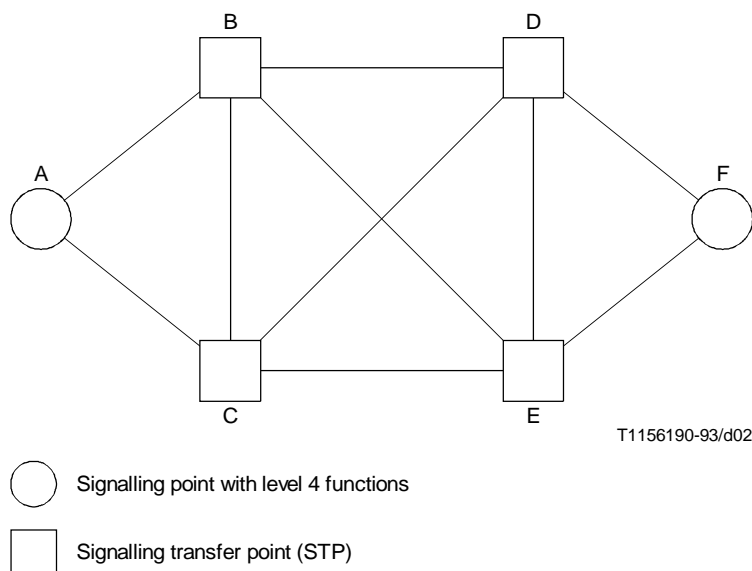 B
D
A
F
C
E
T1156190-93/d02
Signalling point with level 4 functions
Signalling transfer point (STP)